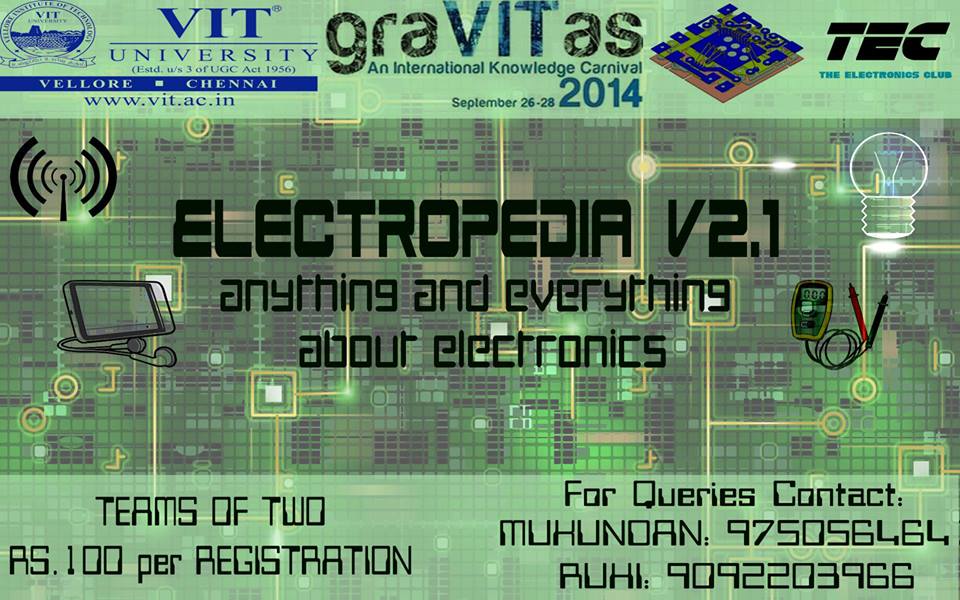 VIT®
UNIVERSITY
(Estd. u/s 3 of UGC Act 1956)
VELLORE ■ CHENNAI
www.vit.ac.in
VIT
UNIVERSITY
graVITas
An International Knowledge Carnival
September 26-28 2014
TEC
THE ELECTRONICS CLUB
ELECTROPEDIA V2.1
anything and everything
about electronics
TEAMS OF TWO
RS.100 per REGISTRATION
For Queries Contact:
MUKUNDAN: 975056464
RUHI: 9092203966